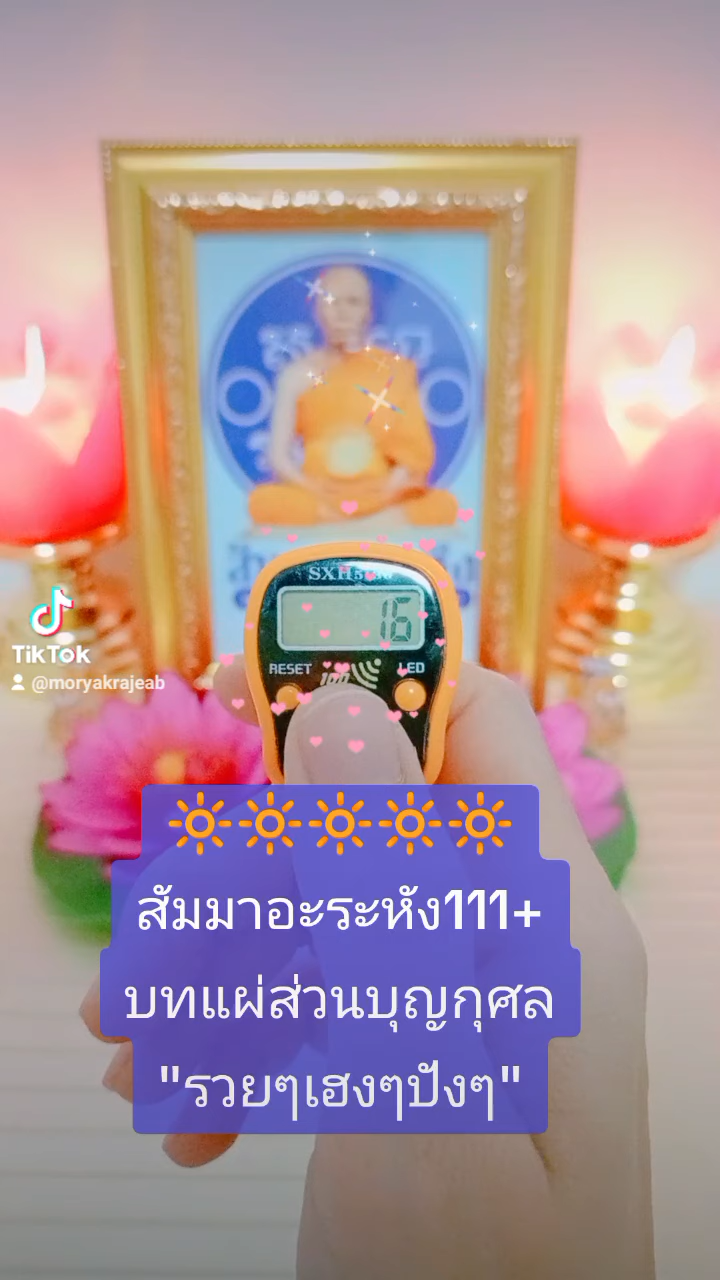 16
RESET
LED
TikTok
@moryakrajeab
สัมมาอะระหัง111+
บทแผ่ส่วนบุญกุศล
"รวยๆเฮงๆปังๆ"